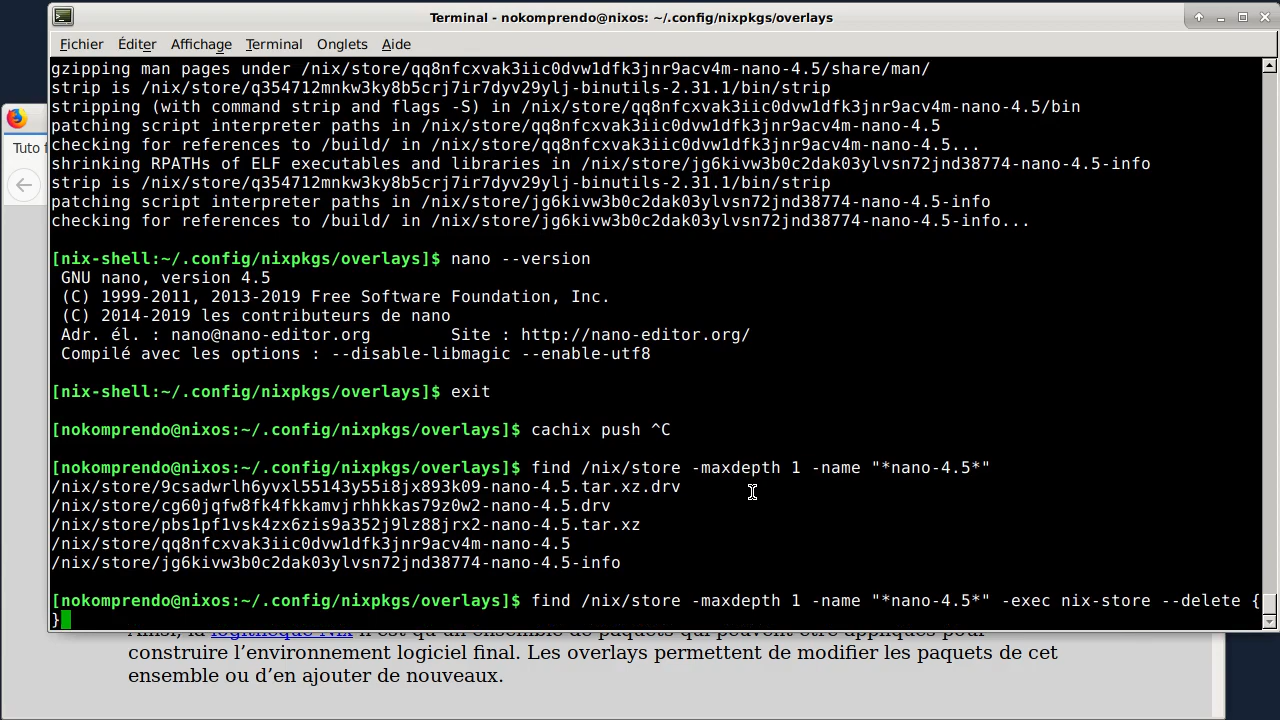 Terminal - nokomprendo@nixos: ~/.config/nixpkgs/overlays
Fichier Éditer Affichage Terminal Onglets Aide
gzipping man pages under /nix/store/qq8nfcxvak3iic0dvw1dfk3jnr9acv4m-nano-4.5/share/man/
strip is /nix/store/q354712mnkw3ky8b5crj7ir7dyv29ylj-binutils-2.31.1/bin/strip
stripping (with command strip and flags -S) in /nix/store/qq8nfcxvak3iic0dvw1dfk3jnr9acv4m-nano-4.5/bin
patching script interpreter paths in /nix/store/qq8nfcxvak3iic0dvw1dfk3jnr9acv4m-nano-4.5
checking for references to /build/ in /nix/store/qq8nfcxvak3iic0dvw1dfk3jnr9acv4m-nano-4.5...
shrinking RPATHs of ELF executables and libraries in /nix/store/jg6kivw3b0c2dak03ylvsn72jnd38774-nano-4.5-info
strip is /nix/store/q354712mnkw3ky8b5crj7ir7dyv29ylj-binutils-2.31.1/bin/strip
patching script interpreter paths in /nix/store/jg6kivw3b0c2dak03ylvsn72jnd38774-nano-4.5-info
checking for references to /build/ in /nix/store/jg6kivw3b0c2dak03ylvsn72jnd38774-nano-4.5-info...
[nix-shell:~/.config/nixpkgs/overlays]$ nano --version
GNU nano, version 4.5
(C) 1999-2011, 2013-2019 Free Software Foundation, Inc.
(C) 2014-2019 les contributeurs de nano
Adr. él. : nano@nano-editor.org Site : http://nano-editor.org/
Compilé avec les options : --disable-libmagic --enable-utf8
[nix-shell:~/.config/nixpkgs/overlays]$ exit
[nokomprendo@nixos:~/.config/nixpkgs/overlays]$ cachix push ^C
[nokomprendo@nixos:~/.config/nixpkgs/overlays]$ find /nix/store -maxdepth 1 -name "*nano-4.5*"
/nix/store/9csadwrlh6yvxl55143y55i8jx893k09-nano-4.5.tar.xz.drv
/nix/store/cg60jqfw8fk4fkkamvjrhhkkas79z0w2-nano-4.5.drv
/nix/store/pbs1pf1vsk4zx6zis9a352j9lz88jrx2-nano-4.5.tar.xz
/nix/store/qq8nfcxvak3iic0dvw1dfk3jnr9acv4m-nano-4.5
/nix/store/jg6kivw3b0c2dak03ylvsn72jnd38774-nano-4.5-info
[nokomprendo@nixos:~/.config/nixpkgs/overlays]$ find /nix/store -maxdepth 1 -name "*nano-4.5*" -exec nix-store --delete {
}
Tuto f
Ainsi, la logithèque Nix n'est qu'un ensemble de paquets qui peuvent être appliqués pour
construire l’environnement logiciel final. Les overlays permettent de modifier les paquets de cet
ensemble ou d’en ajouter de nouveaux.